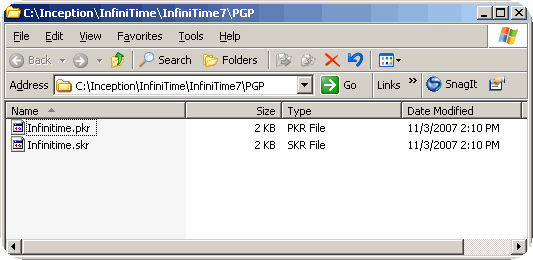 C:\Inception\InfiniTime\InfiniTime7\PGP
File Edit View Favorites Tools Help
Back Search Folders
Address C:\Inception\InfiniTime\InfiniTime7\PGP Go Links » SnagIt
Name Size Type Date Modified
Infinitime.pkr 2 KB PKR File 11/3/2007 2:10 PM
Infinitime.skr 2 KB SKR File 11/3/2007 2:10 PM